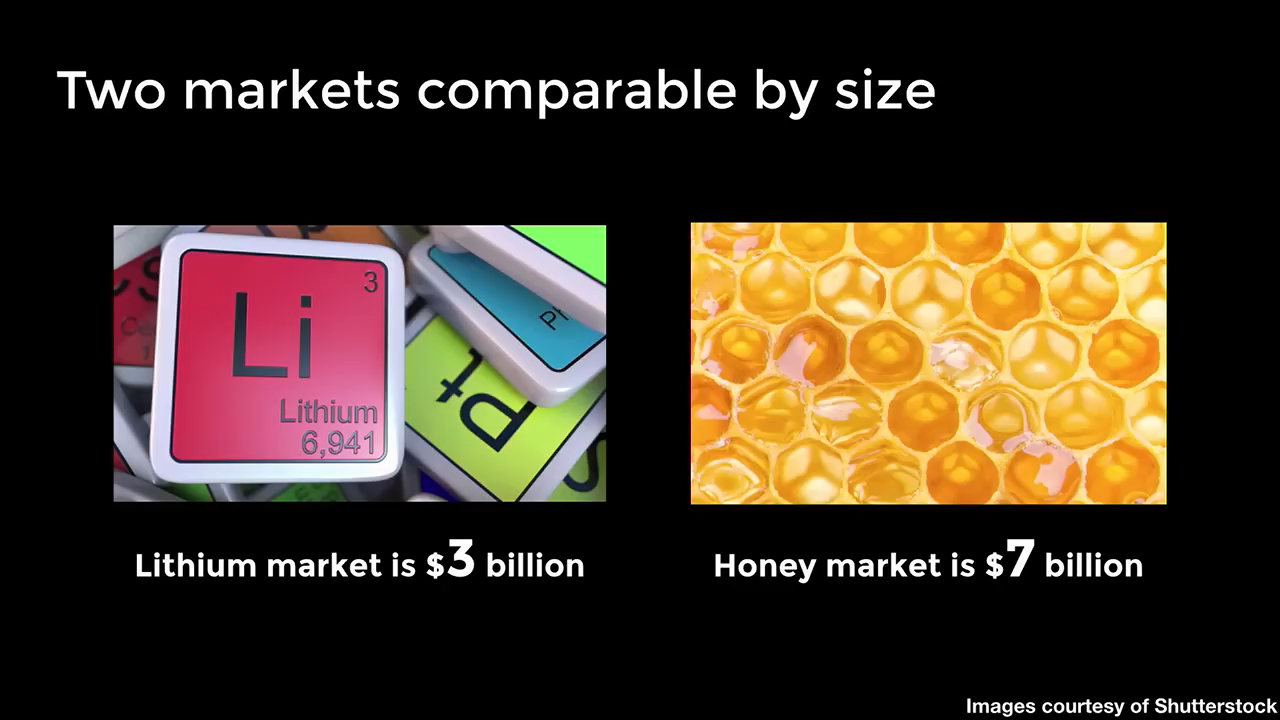 Two markets comparable by size
3
Li
Lithium
6,941
Pt
Lithium market is $3 billion
Honey market is $7 billion
Images courtesy of Shutterstock